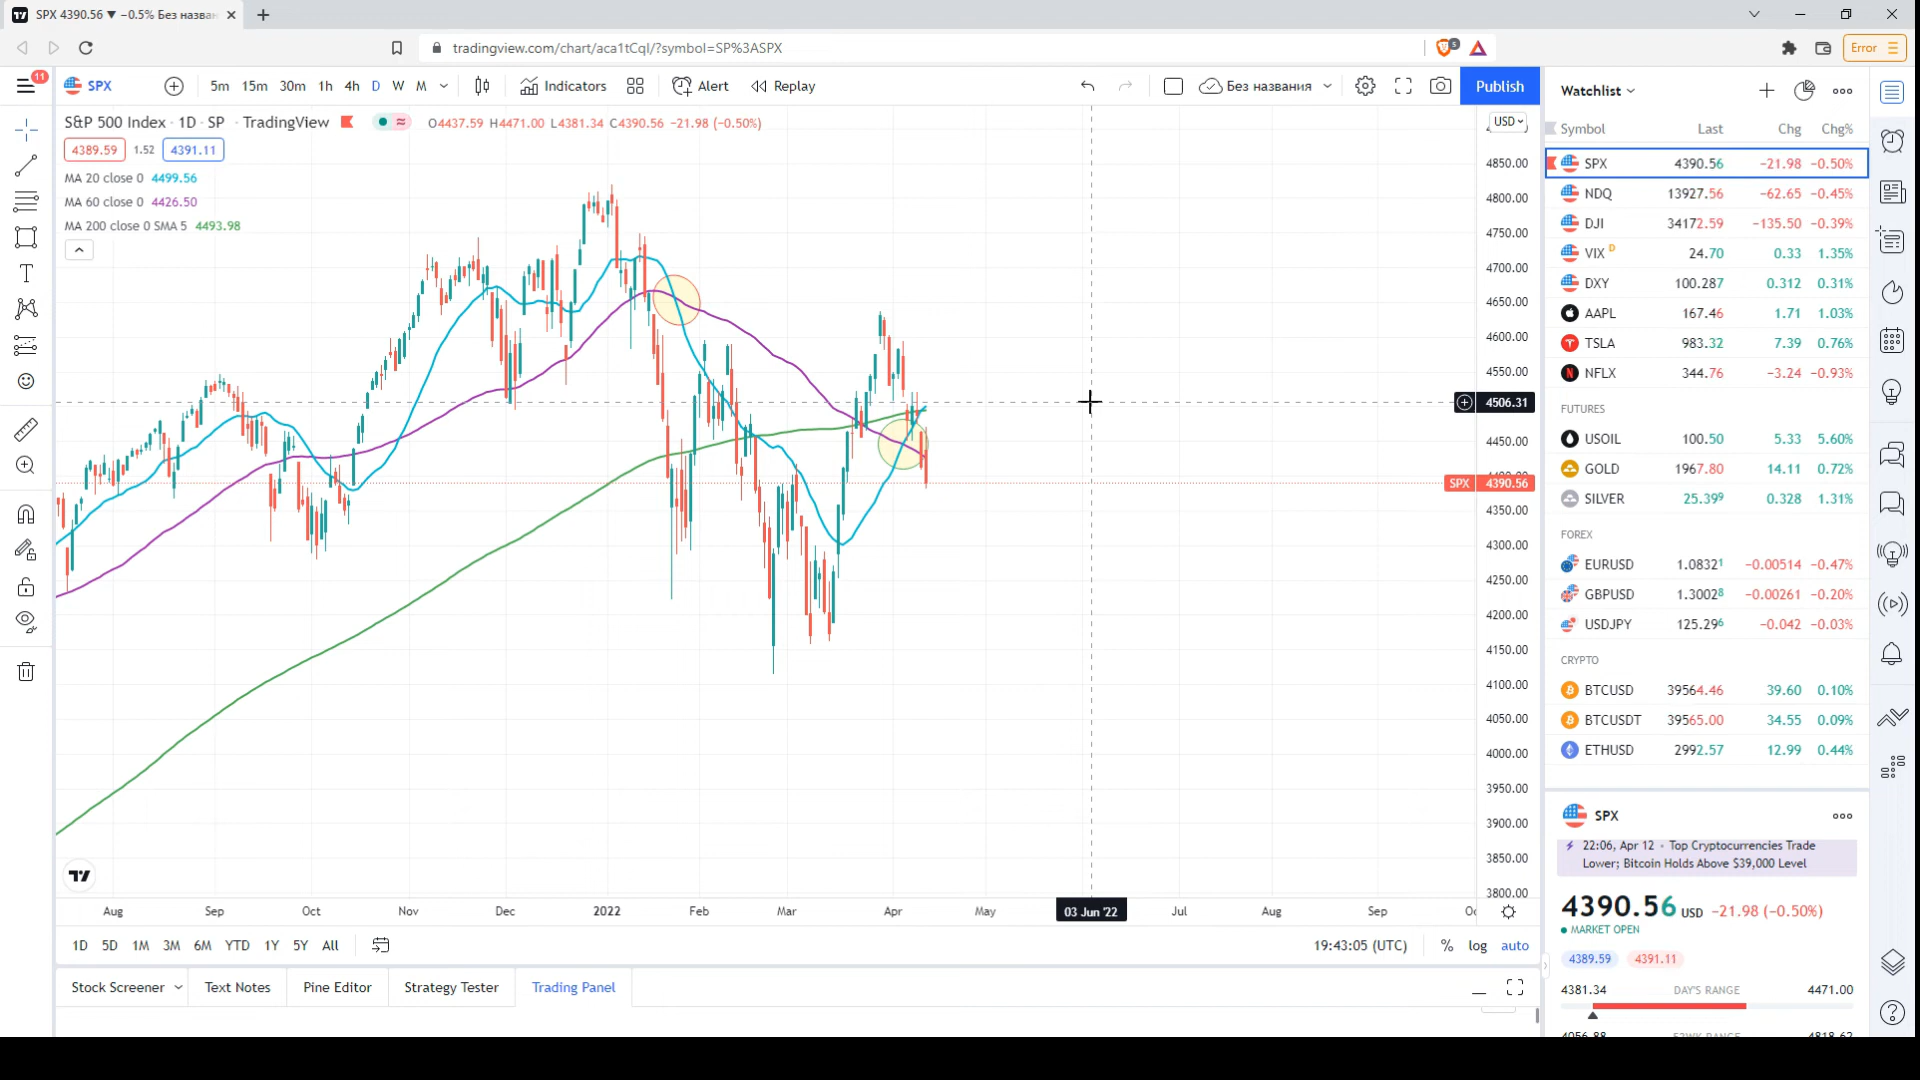 SPX 4390.56 ▼ −0.5% Без назва
tradingview.com/chart/aca1tCql/?symbol=SP%3ASPX
5
Error
11
SPX
5m 15m 30m 1h 4h D W M
Indicators
Alert
Replay
Без названия
Publish
S&P 500 Index · 1D · SP · TradingView
O4437.59 H4471.00 L4381.34 C4390.56 −21.98 (−0.50%)
4389.59 1.52 4391.11
MA 20 close 0 4499.56
MA 60 close 0 4426.50
MA 200 close 0 SMA 5 4493.98
USD
4850.00
4800.00
4750.00
4700.00
4650.00
4600.00
4550.00
4506.31
4450.00
SPX 4390.56
4350.00
4300.00
4250.00
4200.00
4150.00
4100.00
4050.00
4000.00
3950.00
3900.00
3850.00
3800.00
Aug Sep Oct Nov Dec 2022 Feb Mar Apr May 03 Jun '22 Jul Aug Sep
1D 5D 1M 3M 6M YTD 1Y 5Y All
19:43:05 (UTC) % log auto
Stock Screener Text Notes Pine Editor Strategy Tester Trading Panel
Watchlist
Symbol Last Chg Chg%
SPX 4390.56 −21.98 −0.50%
NDQ 13927.56 −62.65 −0.45%
DJI 34172.59 −135.50 −0.39%
VIX D 24.70 0.33 1.35%
DXY 100.287 0.312 0.31%
AAPL 167.46 1.71 1.03%
TSLA 983.32 7.39 0.76%
NFLX 344.76 −3.24 −0.93%
FUTURES
USOIL 100.50 5.33 5.60%
GOLD 1967.80 14.11 0.72%
SILVER 25.399 0.328 1.31%
FOREX
EURUSD 1.08321 −0.00514 −0.47%
GBPUSD 1.30028 −0.00261 −0.20%
USDJPY 125.296 −0.042 −0.03%
CRYPTO
BTCUSD 39564.46 39.60 0.10%
BTCUSDT 39565.00 34.55 0.09%
ETHUSD 2992.57 12.99 0.44%
SPX
22:06, Apr 12 • Top Cryptocurrencies Trade
Lower; Bitcoin Holds Above $39,000 Level
4390.56 USD −21.98 (−0.50%)
MARKET OPEN
4389.59 4391.11
4381.34 DAY'S RANGE 4471.00